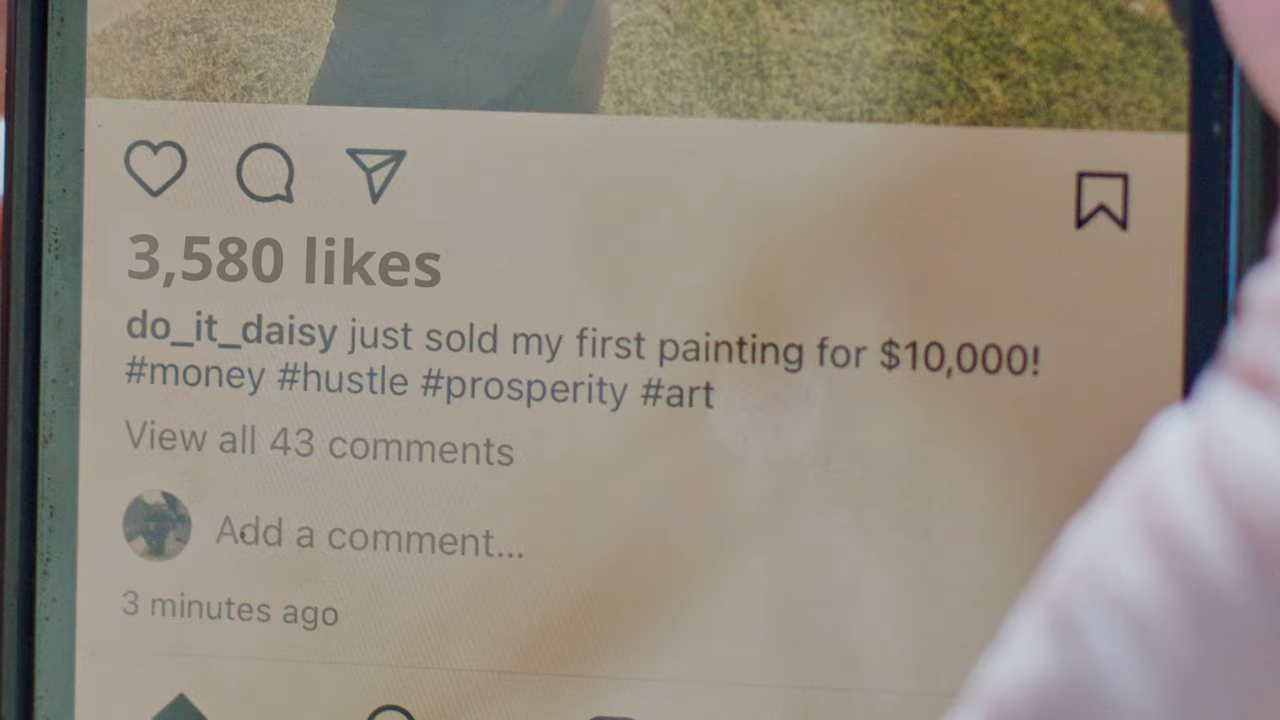 3,580 likes
do_it_daisy just sold my first painting for $10,000!
#money #hustle #prosperity #art
View all 43 comments
Add a comment...
3 minutes ago